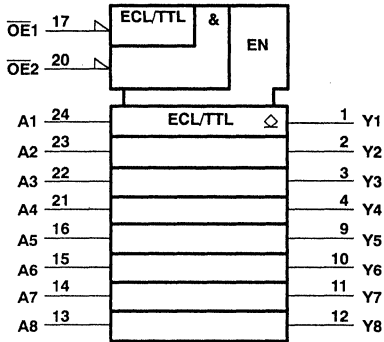 ECL/TTL & EN
O̅E̅1 17
O̅E̅2 20
A1 24 ECL/TTL 1 Y1
A2 23 2 Y2
A3 22 3 Y3
A4 21 4 Y4
A5 16 9 Y5
A6 15 10 Y6
A7 14 11 Y7
A8 13 12 Y8